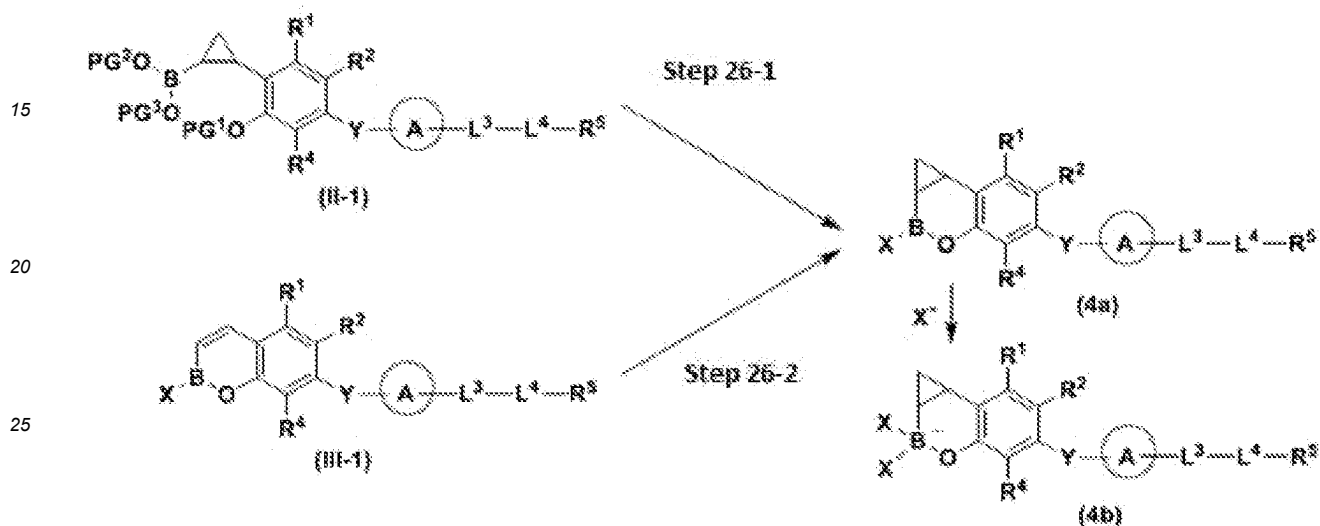 R¹
PG²O B R² Step 26-1
15 PG³O PG¹O Y A L³ L⁴ R⁵
R⁴ R¹
(ii-1) R²
B
X O Y A L³ L⁴ R⁵
20 R⁴
R¹ (4a)
R² X⁻
B Step 26-2 R¹
X O Y A L³ L⁴ R⁵ R²
25 R⁴ X B⁻
(iii-1) X O Y A L³ L⁴ R⁵
R⁴
(4b)